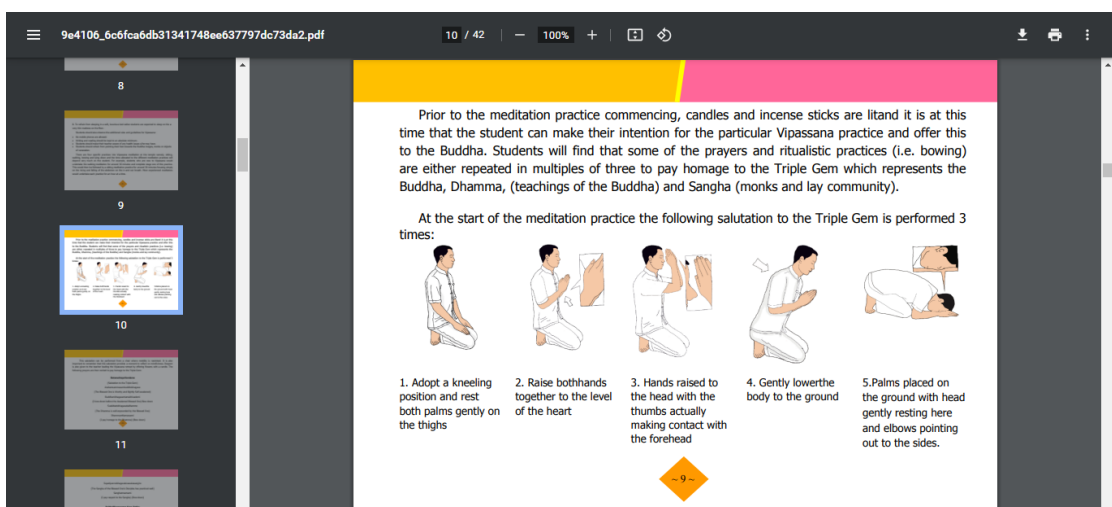 9e4106_6c6fca6db31341748ee637797dc73da2.pdf
10 / 42
100%
8
9
10
11
Prior to the meditation practice commencing, candles and incense sticks are litand it is at this
time that the student can make their intention for the particular Vipassana practice and offer this
to the Buddha. Students will find that some of the prayers and ritualistic practices (i.e. bowing)
are either repeated in multiples of three to pay homage to the Triple Gem which represents the
Buddha, Dhamma, (teachings of the Buddha) and Sangha (monks and lay community).
At the start of the meditation practice the following salutation to the Triple Gem is performed 3
times:
1. Adopt a kneeling
position and rest
both palms gently on
the thighs
2. Raise bothhands
together to the level
of the heart
3. Hands raised to
the head with the
thumbs actually
making contact with
the forehead
4. Gently lowerthe
body to the ground
5.Palms placed on
the ground with head
gently resting here
and elbows pointing
out to the sides.
~ 9 ~